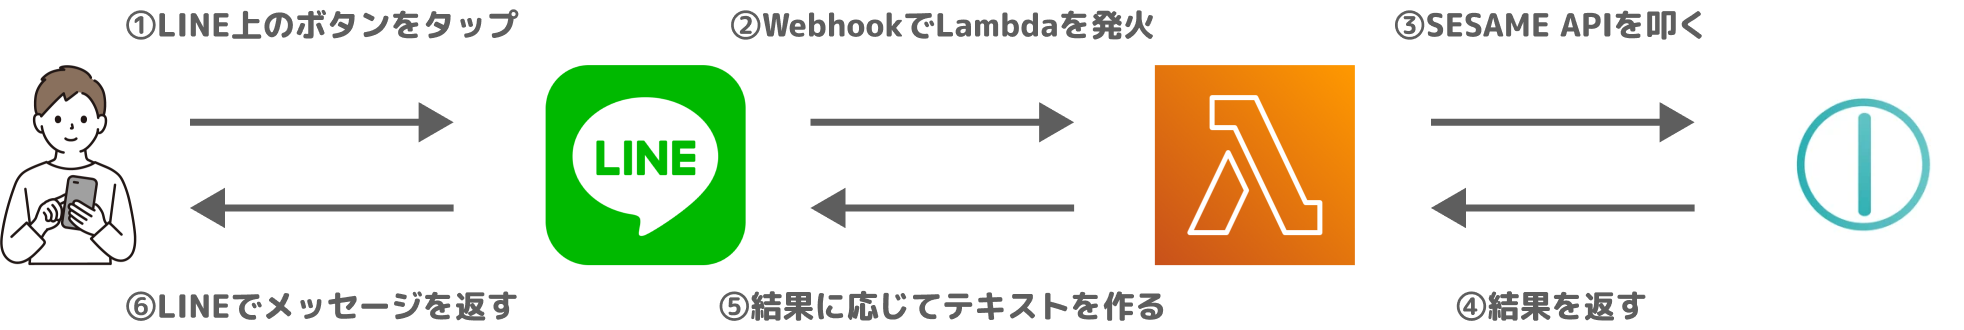 ①LINE上のボタンをタップ
②WebhookでLambdaを発火
③SESAME APIを叩く
LINE
⑥LINEでメッセージを返す
⑤結果に応じてテキストを作る
④結果を返す